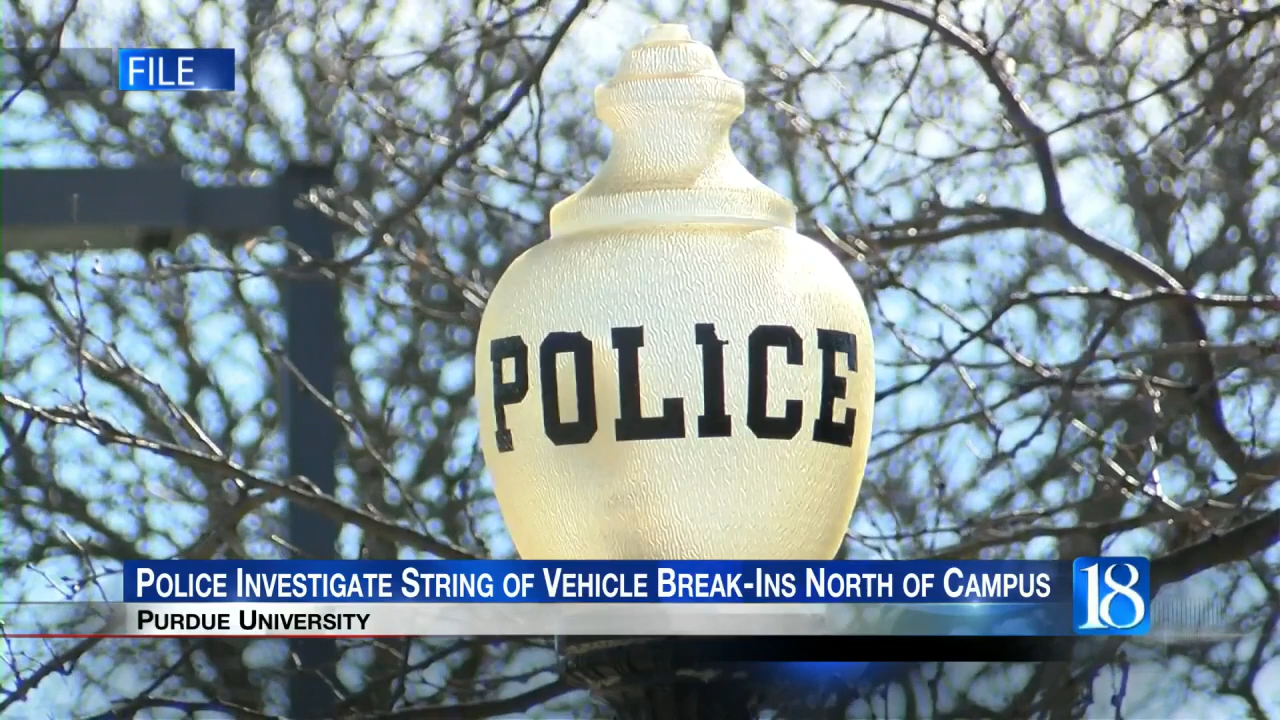 FILE
POLICE
POLICE INVESTIGATE STRING OF VEHICLE BREAK-INS NORTH OF CAMPUS
18
PURDUE UNIVERSITY